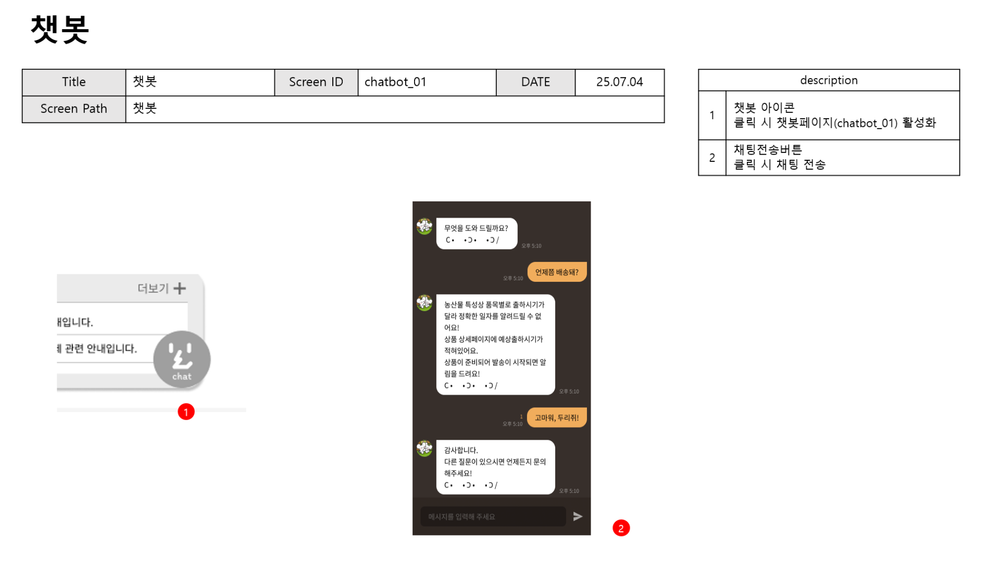 챗봇
Title 챗봇 Screen ID chatbot_01 DATE 25.07.04
Screen Path 챗봇
description
1 챗봇 아이콘
클릭 시 챗봇페이지(chatbot_01) 활성화
2 채팅전송버튼
클릭 시 채팅 전송
더보기 +
내입니다.
관련 안내입니다.
chat
1
무엇을 도와 드릴까요?
ᑕ• •ᑐ• •ᑐ/
오후 5:10
언제쯤 배송돼?
오후 5:10
농산물 특성상 품목별로 출하시기가
달라 정확한 일자를 알려드릴 수 없
어요!
상품 상세페이지에 예상출하시기가
적혀있어요.
상품이 준비되어 발송이 시작되면 알
림을 드려요!
ᑕ• •ᑐ• •ᑐ/
오후 5:10
1
고마워, 두리쥐!
오후 5:10
감사합니다.
다른 질문이 있으시면 언제든지 문의
해주세요!
ᑕ• •ᑐ• •ᑐ/
오후 5:10
메시지를 입력해 주세요
2